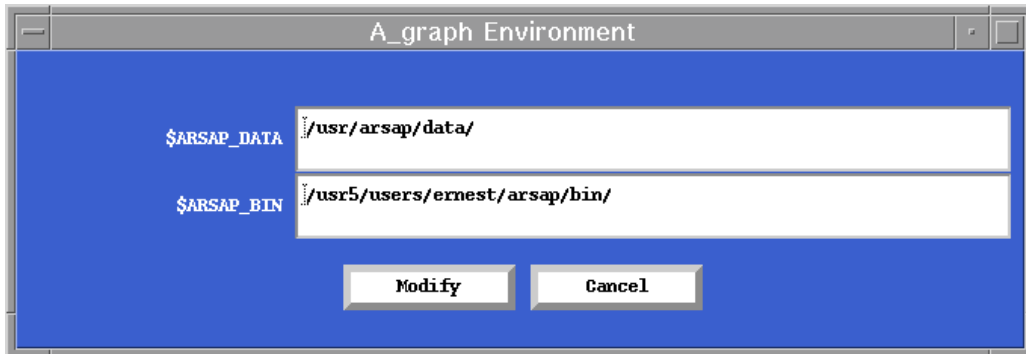 A_graph Environment
$ARSAP_DATA /usr/arsap/data/
$ARSAP_BIN /usr5/users/ernest/arsap/bin/
Modify Cancel